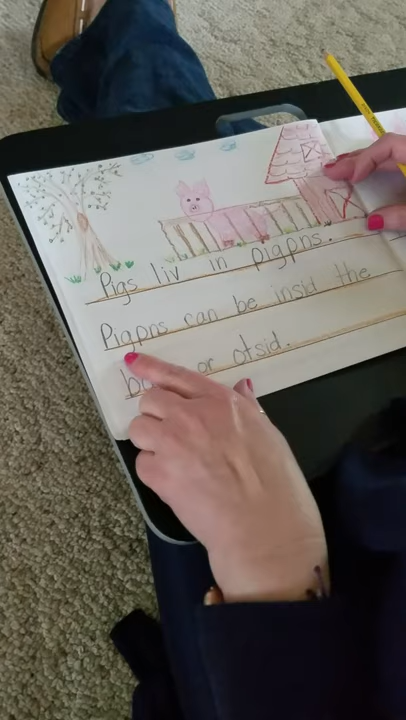 Pigs liv in pigpns.
Pigpns can be insid the
or otsid.